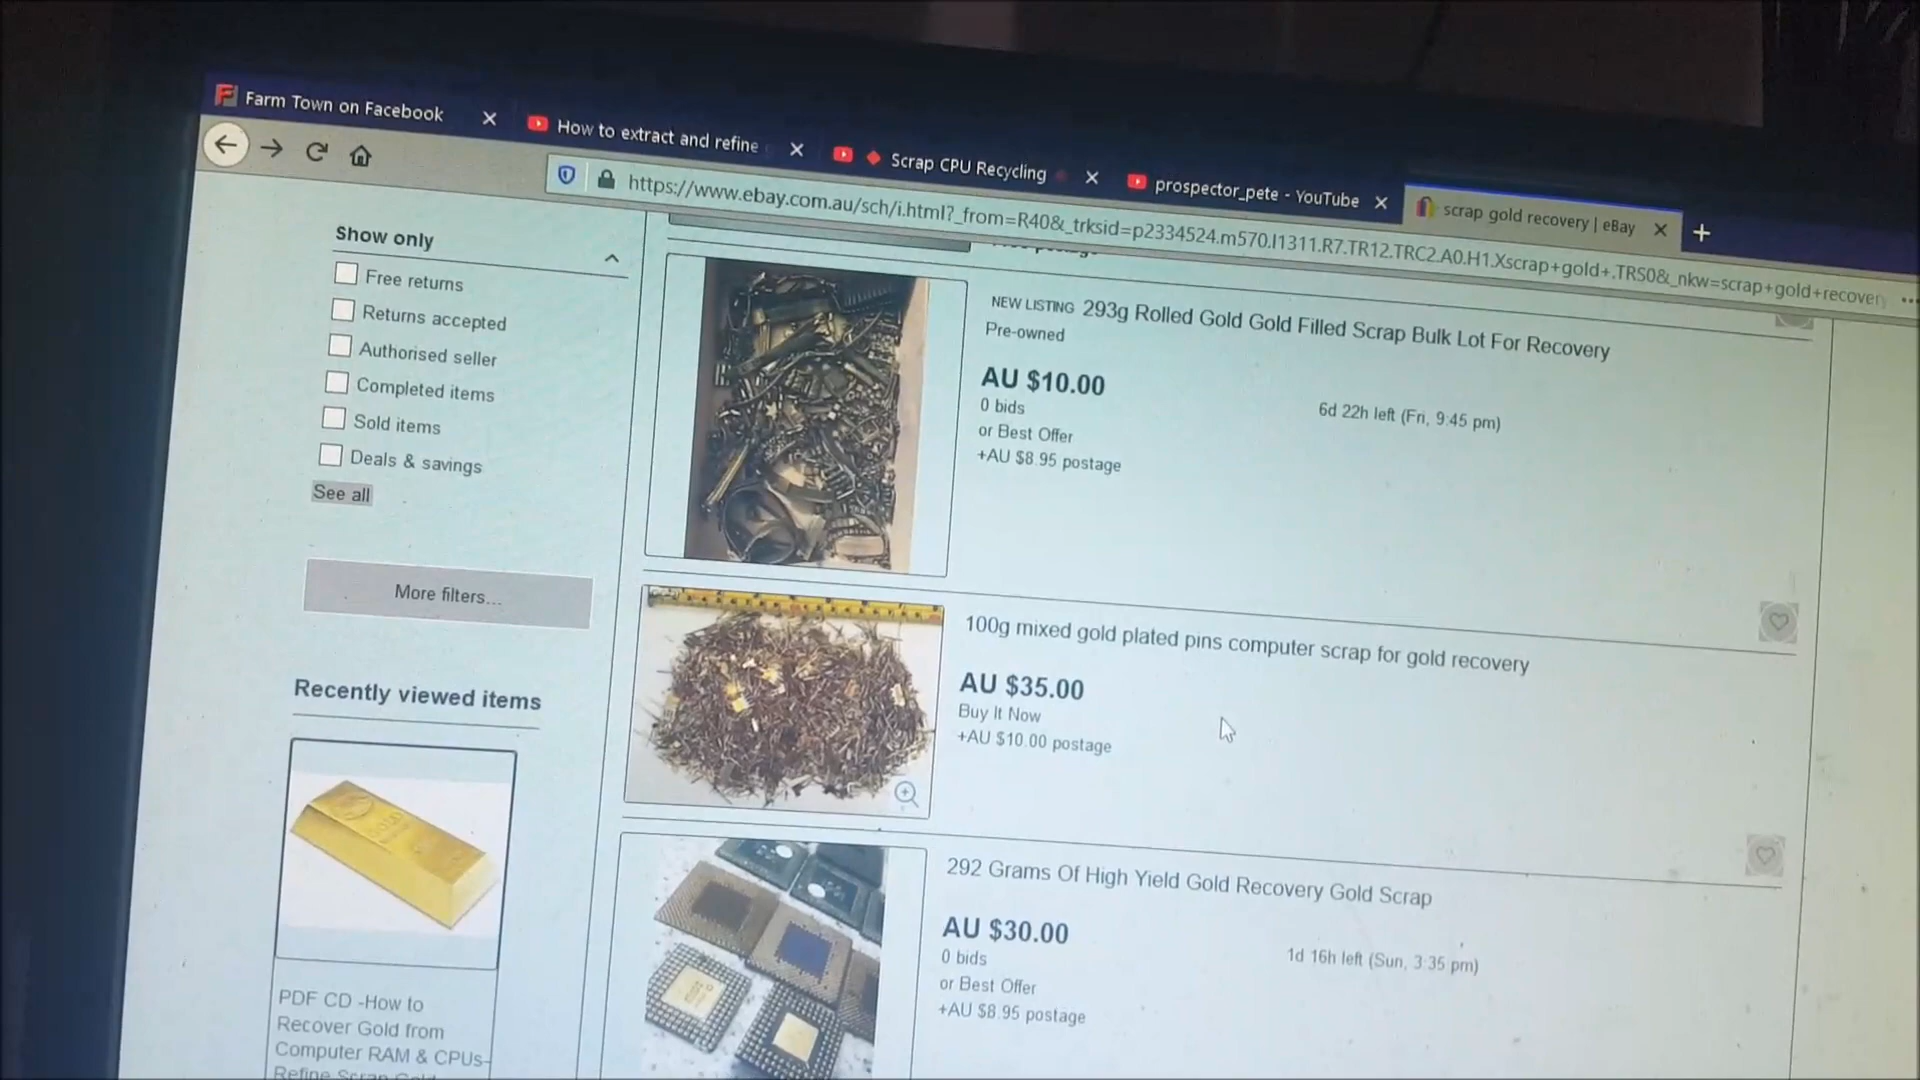 Farm Town on Facebook
How to extract and refine
Scrap CPU Recycling
prospector_pete - YouTube
scrap gold recovery | eBay
https://www.ebay.com.au/sch/i.html?_from=R40&_trksid=p2334524.m570.l1311.R7.TR12.TRC2.A0.H1.Xscrap+gold+.TRS0&_nkw=scrap+gold+recover
Show only
Free returns
Returns accepted
Authorised seller
Completed items
Sold items
Deals & savings
See all
More filters...
Recently viewed items
GOLD
PDF CD -How to
Recover Gold from
Computer RAM & CPUs-
Refine Scrap Gold
NEW LISTING 293g Rolled Gold Gold Filled Scrap Bulk Lot For Recovery
Pre-owned
AU $10.00
0 bids
or Best Offer
+AU $8.95 postage
6d 22h left (Fri, 9:45 pm)
100g mixed gold plated pins computer scrap for gold recovery
AU $35.00
Buy It Now
+AU $10.00 postage
292 Grams Of High Yield Gold Recovery Gold Scrap
AU $30.00
0 bids
or Best Offer
+AU $8.95 postage
1d 16h left (Sun, 3:35 pm)